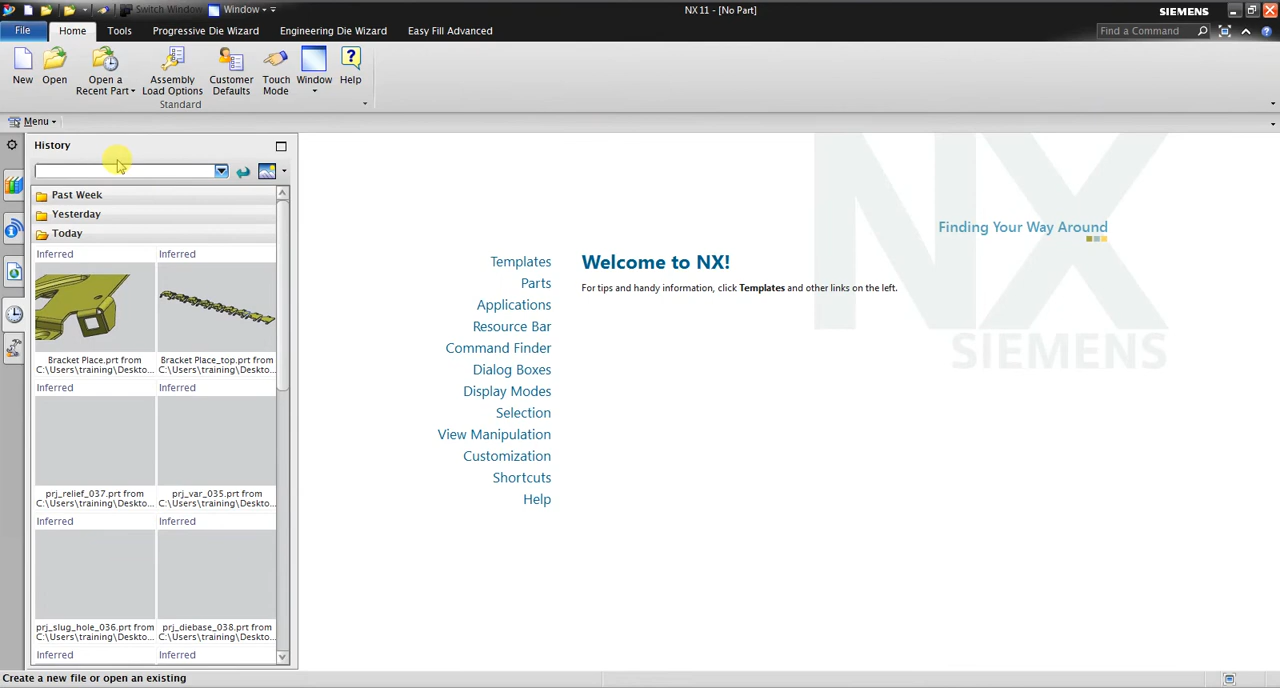 Switch Window Window NX 11 - [No Part] SIEMENS
File Home Tools Progressive Die Wizard Engineering Die Wizard Easy Fill Advanced Find a Command
New Open Open a Recent Part Assembly Load Options Customer Defaults Touch Mode Window Help
Standard
Menu
History
Past Week
Yesterday
Today
Inferred Inferred
Bracket Place.prt from Bracket Place_top.prt from
C:\Users\training\Deskto... C:\Users\training\Deskto...
Inferred Inferred
prj_relief_037.prt from prj_var_035.prt from
C:\Users\training\Deskto... C:\Users\training\Deskto...
Inferred Inferred
prj_slug_hole_036.prt from prj_diebase_038.prt from
C:\Users\training\Deskto... C:\Users\training\Deskto...
Inferred Inferred
NX
SIEMENS
Finding Your Way Around
Templates
Parts
Applications
Resource Bar
Command Finder
Dialog Boxes
Display Modes
Selection
View Manipulation
Customization
Shortcuts
Help
Welcome to NX!
For tips and handy information, click Templates and other links on the left.
Create a new file or open an existing